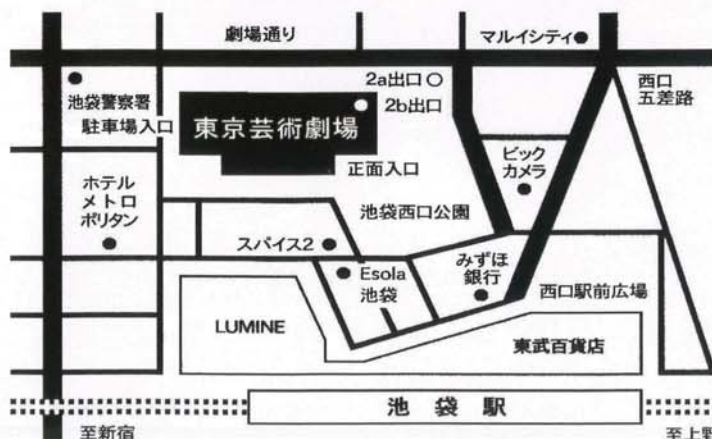 劇場通り
マルイシティ
2a出口
西口
五差路
池袋警察署
2b出口
駐車場入口
東京芸術劇場
正面入口
ビック
カメラ
ホテル
メトロ
ポリタン
池袋西口公園
スパイス2
Esola
池袋
みずほ
銀行
西口駅前広場
LUMINE
東武百貨店
池袋駅
至新宿
至上野